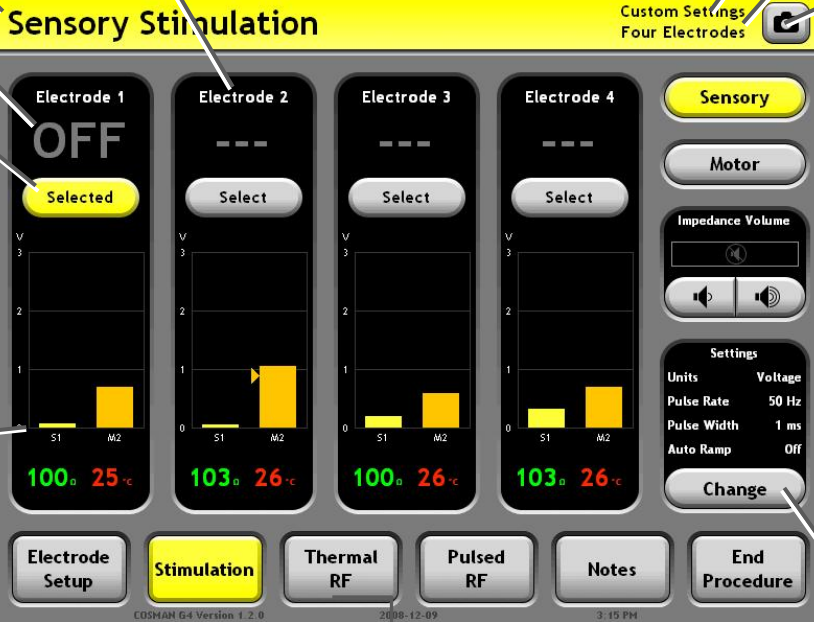 Sensory Stimulation
Custom Settings
Four Electrodes
Electrode 1
OFF
Selected
V
3
2
1
0
S1 M2
100 Ω 25 °C
Electrode 2
---
Select
V
3
2
1
0
S1 M2
103 Ω 26 °C
Electrode 3
---
Select
V
3
2
1
0
S1 M2
100 Ω 26 °C
Electrode 4
---
Select
V
3
2
1
0
S1 M2
103 Ω 26 °C
Sensory
Motor
Impedance Volume
Settings
Units Voltage
Pulse Rate 50 Hz
Pulse Width 1 ms
Auto Ramp Off
Change
Electrode
Setup
Stimulation
Thermal
RF
Pulsed
RF
Notes
End
Procedure
COSMAN G4 Version 1.2.0 2008-12-09 3:15 PM